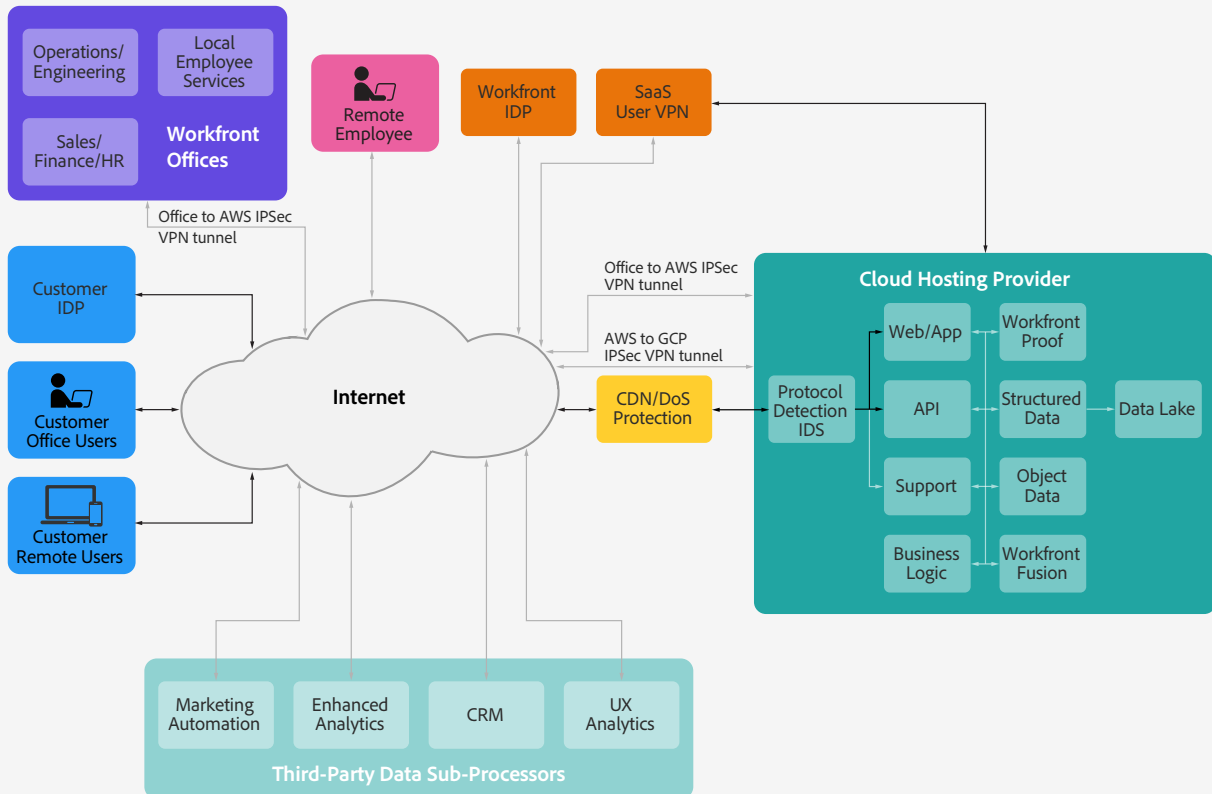 Operations/
Engineering
Local
Employee
Services
Sales/
Finance/HR
Workfront
Offices
Remote
Employee
Workfront
IDP
SaaS
User VPN
Office to AWS IPSec
VPN tunnel
Customer
IDP
Customer
Office Users
Customer
Remote Users
Internet
Office to AWS IPSec
VPN tunnel
AWS to GCP
IPSec VPN tunnel
CDN/DoS
Protection
Cloud Hosting Provider
Protocol
Detection
IDS
Web/App
Workfront
Proof
API
Structured
Data
Data Lake
Support
Object
Data
Business
Logic
Workfront
Fusion
Marketing
Automation
Enhanced
Analytics
CRM
UX
Analytics
Third-Party Data Sub-Processors